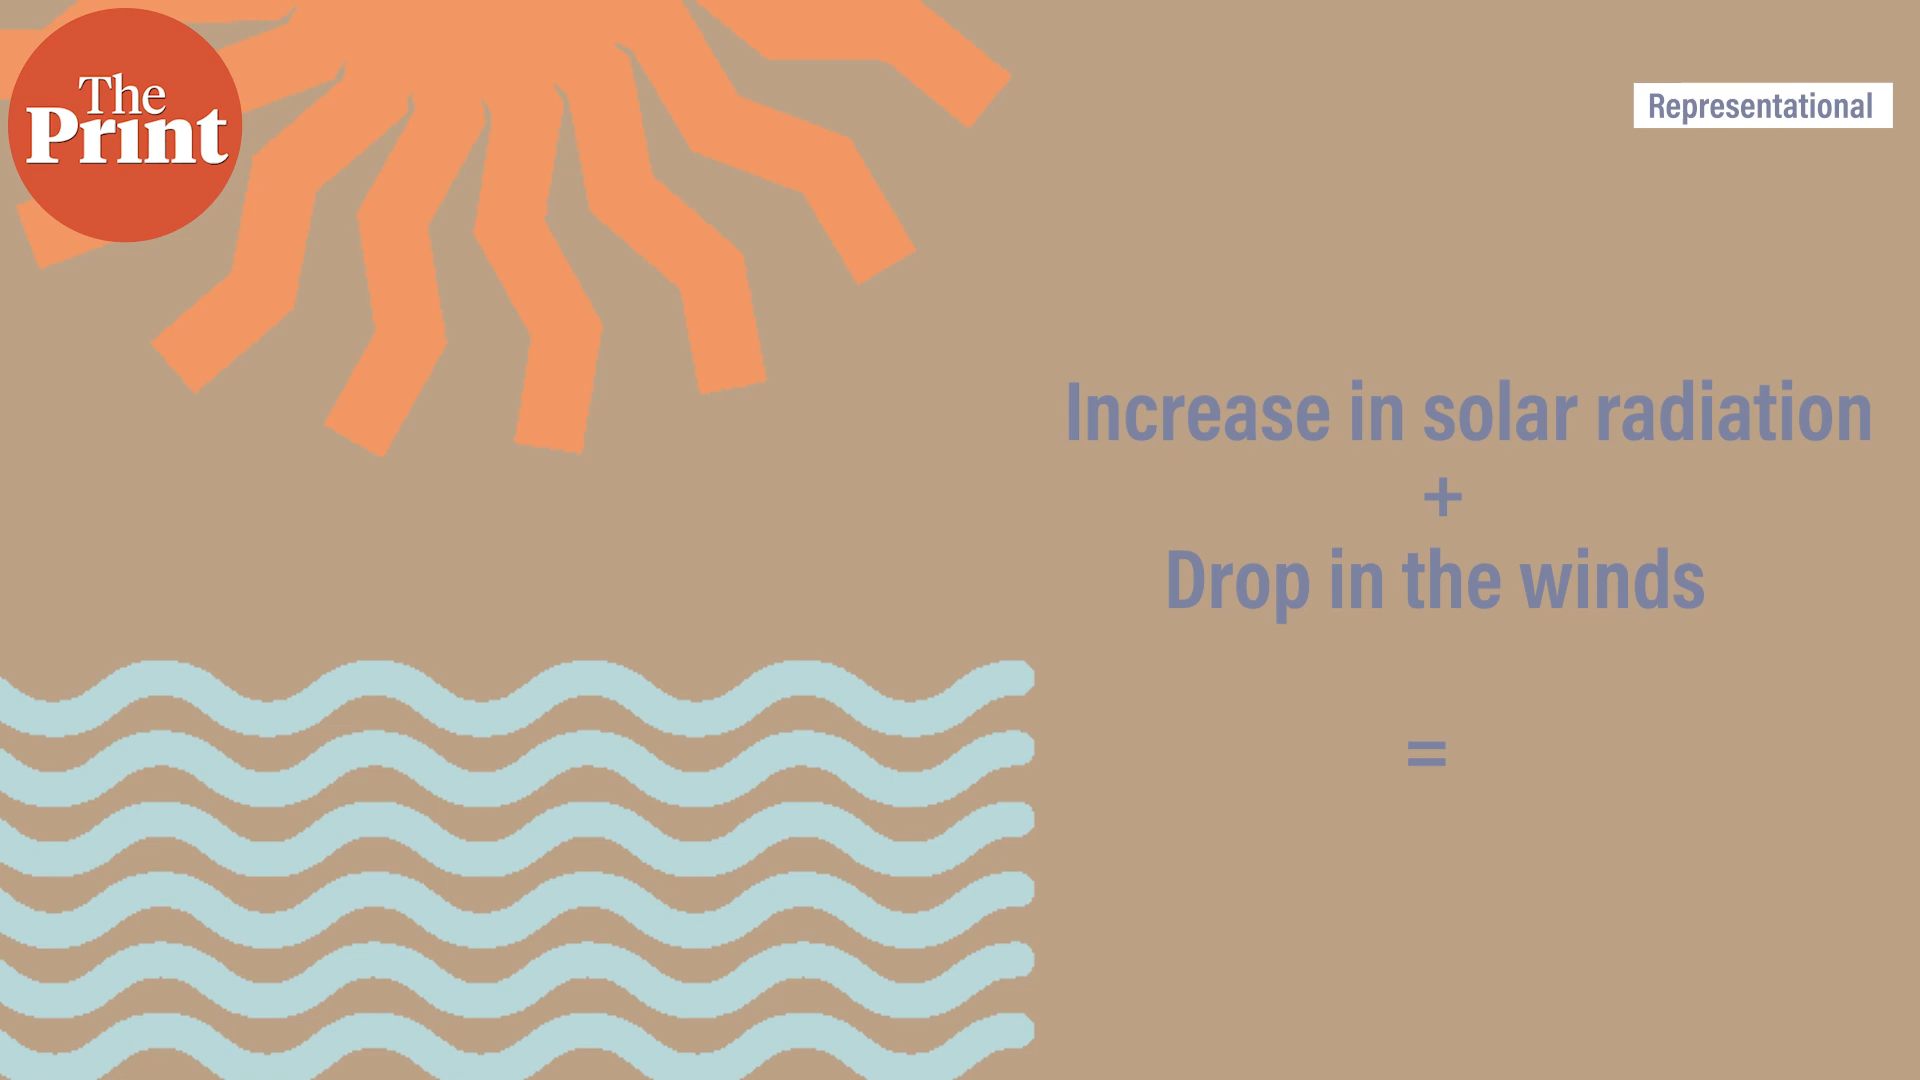 The
Print
Representational
Increase in solar radiation
+
Drop in the winds
=